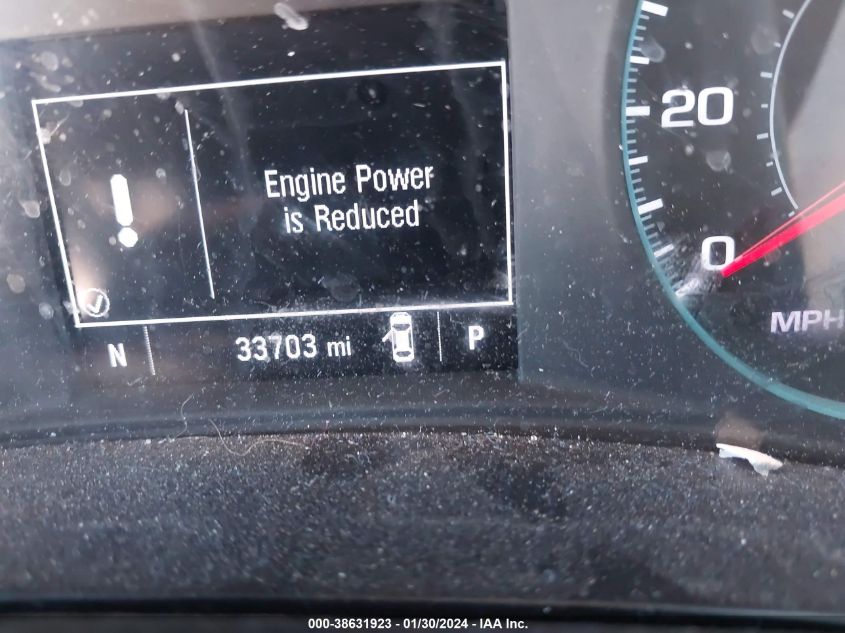 Engine Power
is Reduced
20
0
MPH
N 33703 mi P
000-38631923 - 01/30/2024 - IAA Inc.